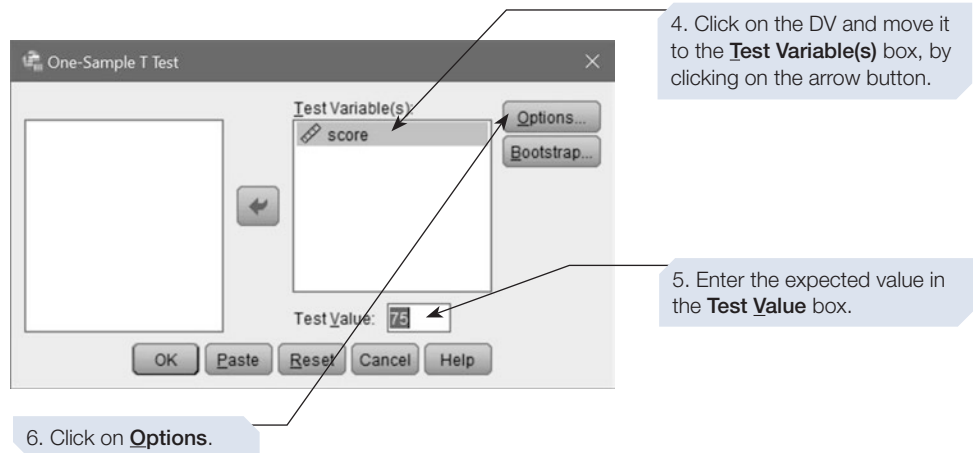 4. Click on the DV and move it
to the Test Variable(s) box, by
clicking on the arrow button.
One-Sample T Test
Test Variable(s):
score
Options...
Bootstrap...
5. Enter the expected value in
the Test Value box.
Test Value: 75
OK Paste Reset Cancel Help
6. Click on Options.